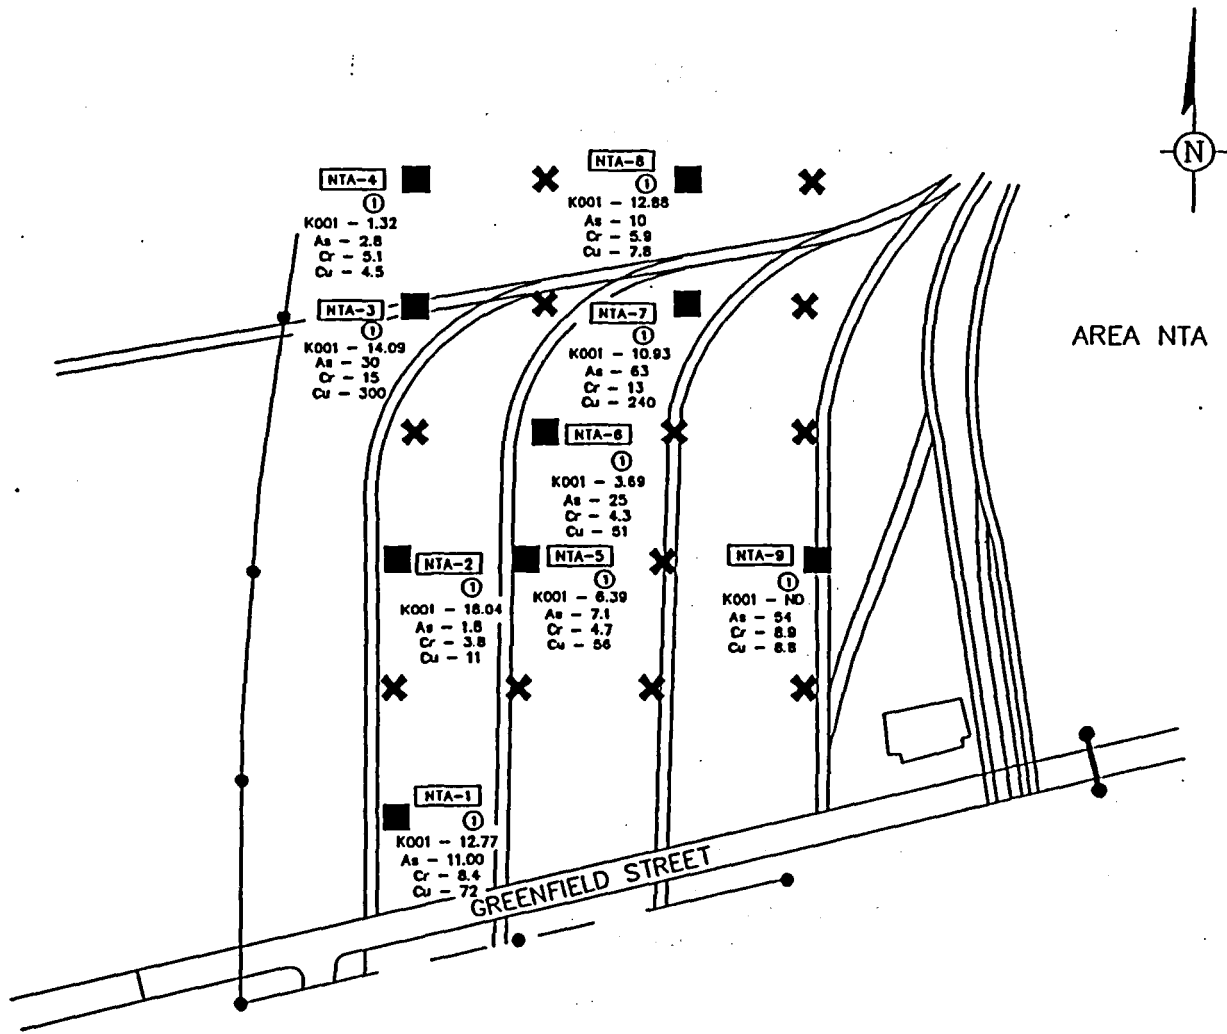 N
AREA NTA
NTA-4
1
K001 - 1.32
As - 2.8
Cr - 5.1
Cu - 4.5
NTA-8
1
K001 - 12.88
As - 10
Cr - 5.9
Cu - 7.8
NTA-3
1
K001 - 14.09
As - 30
Cr - 15
Cu - 300
NTA-7
1
K001 - 10.93
As - 63
Cr - 13
Cu - 240
NTA-6
1
K001 - 3.69
As - 25
Cr - 4.3
Cu - 51
NTA-2
1
K001 - 18.04
As - 1.8
Cr - 3.8
Cu - 11
NTA-5
1
K001 - 6.39
As - 7.1
Cr - 4.7
Cu - 56
NTA-9
1
K001 - ND
As - 54
Cr - 8.9
Cu - 8.8
NTA-1
1
K001 - 12.77
As - 11.00
Cr - 8.4
Cu - 72
GREENFIELD STREET